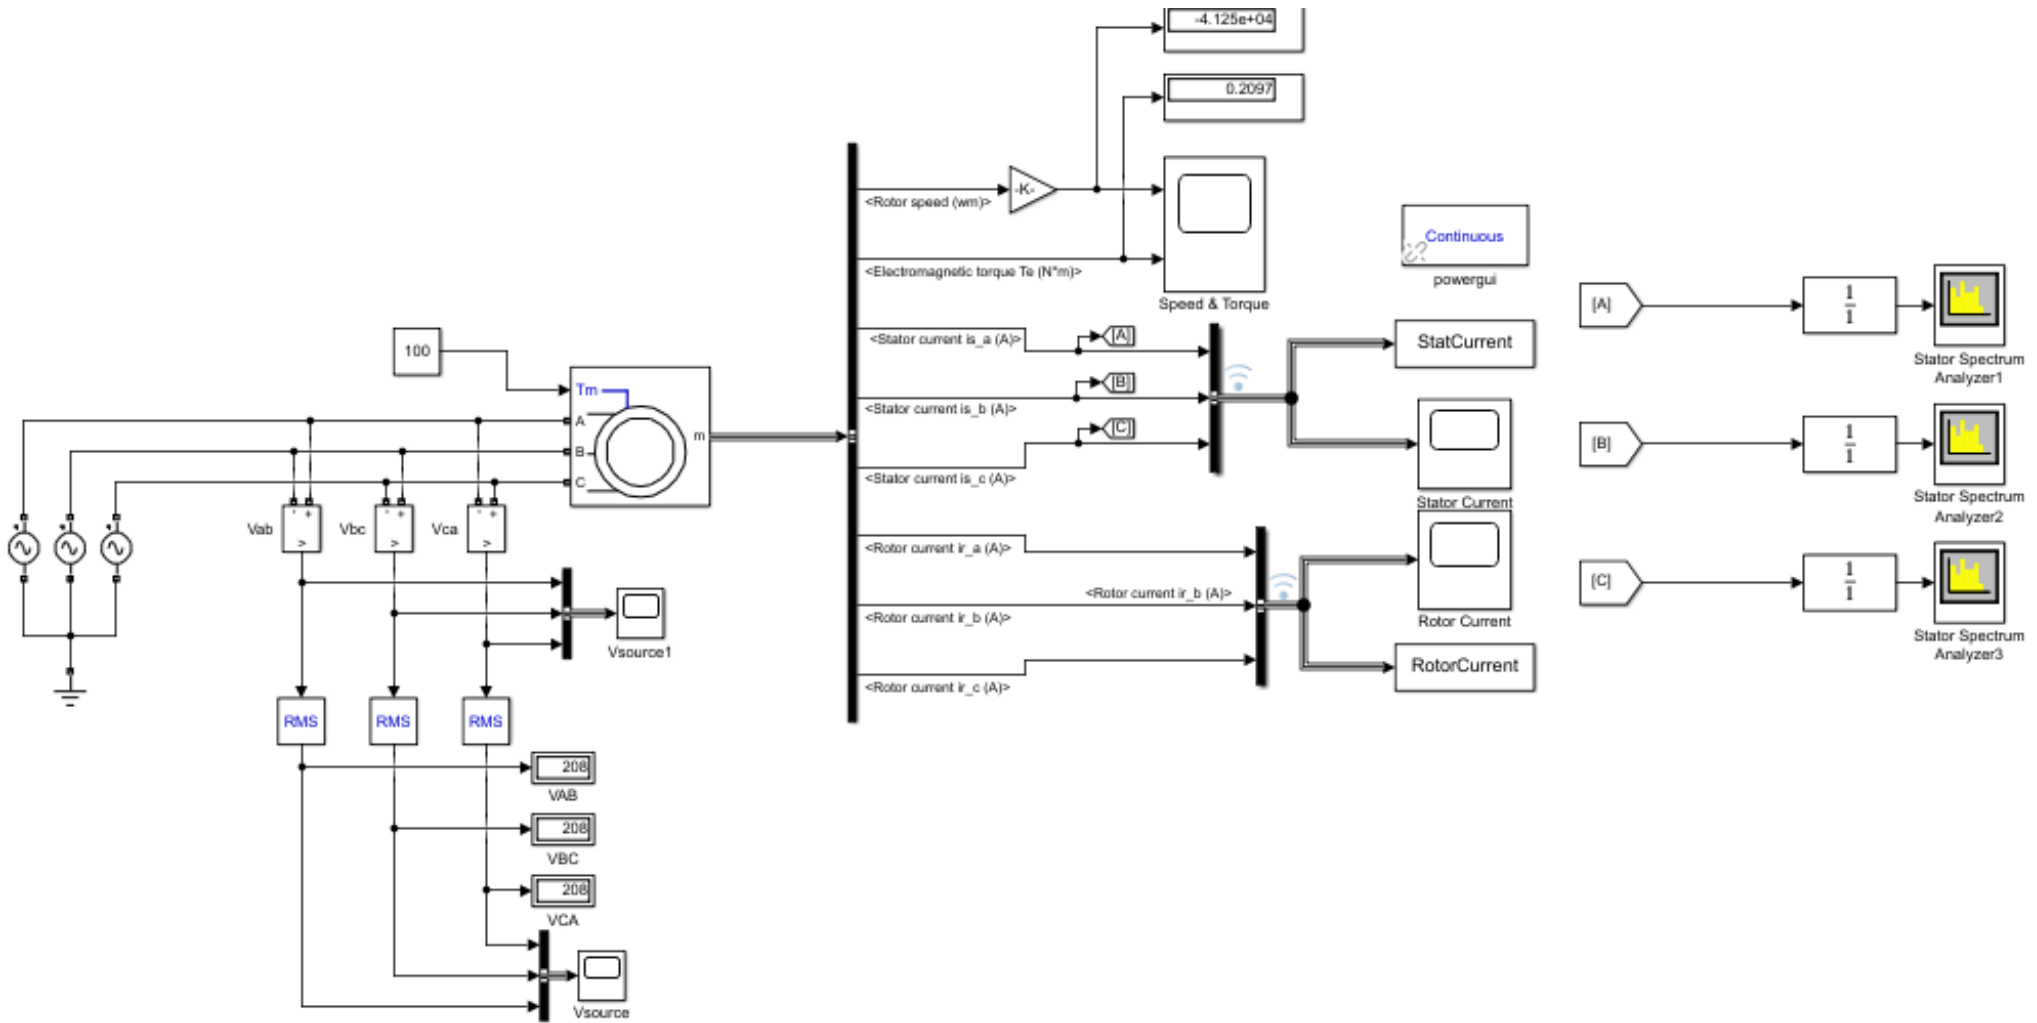 -4.125e+04
0.2097
-K-
<Rotor speed (wm)>
<Electromagnetic torque Te (N*m)>
Speed & Torque
Continuous
powergui
100
Tm
A
B
C
m
<Stator current is_a (A)>
[A]
<Stator current is_b (A)>
[B]
<Stator current is_c (A)>
[C]
StatCurrent
Stator Current
<Rotor current ir_a (A)>
<Rotor current ir_b (A)>
<Rotor current ir_b (A)>
<Rotor current ir_c (A)>
Rotor Current
RotorCurrent
[A]
1
1
Stator Spectrum
Analyzer1
[B]
1
1
Stator Spectrum
Analyzer2
[C]
1
1
Stator Spectrum
Analyzer3
Vab
- +
v
Vbc
- +
v
Vca
- +
v
Vsource1
RMS
RMS
RMS
208
VAB
208
VBC
208
VCA
Vsource